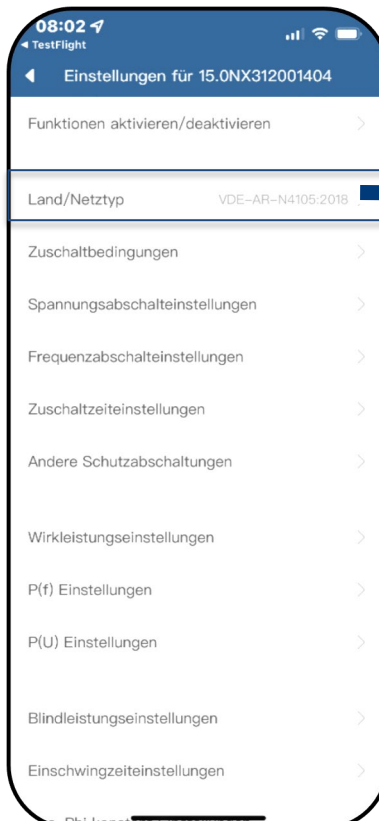 08:02
◀ TestFlight
Einstellungen für 15.0NX312001404
Funktionen aktivieren/deaktivieren
Land/Netztyp VDE-AR-N4105:2018
Zuschaltbedingungen
Spannungsabschalteinstellungen
Frequenzabschalteinstellungen
Zuschaltzeiteinstellungen
Andere Schutzabschaltungen
Wirkleistungseinstellungen
P(f) Einstellungen
P(U) Einstellungen
Blindleistungseinstellungen
Einschwingzeiteinstellungen